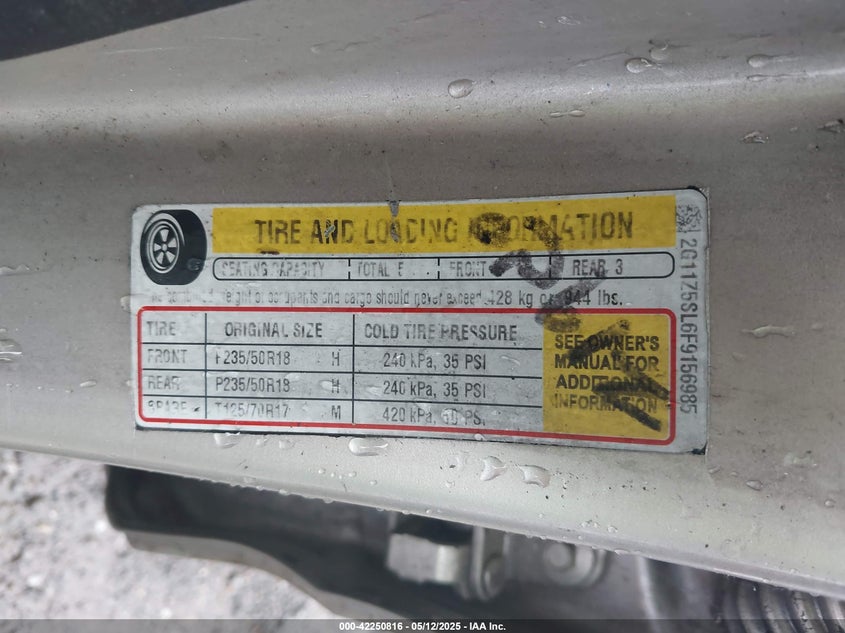 TIRE AND LOADING INFORMATION
SEATING CAPACITY TOTAL 5 FRONT REAR 3
The combined weight of occupants and cargo should never exceed 428 kg or 944 lbs.
TIRE ORIGINAL SIZE COLD TIRE PRESSURE
FRONT P235/50R18 H 240 kPa, 35 PSI
REAR P235/50R18 H 240 kPa, 35 PSI
SPARE T125/70R17 M 420 kPa, 60 PSI
SEE OWNER'S
MANUAL FOR
ADDITIONAL
INFORMATION
2G11Z5SL6F9156985
000-42250816 - 05/12/2025 - IAA Inc.